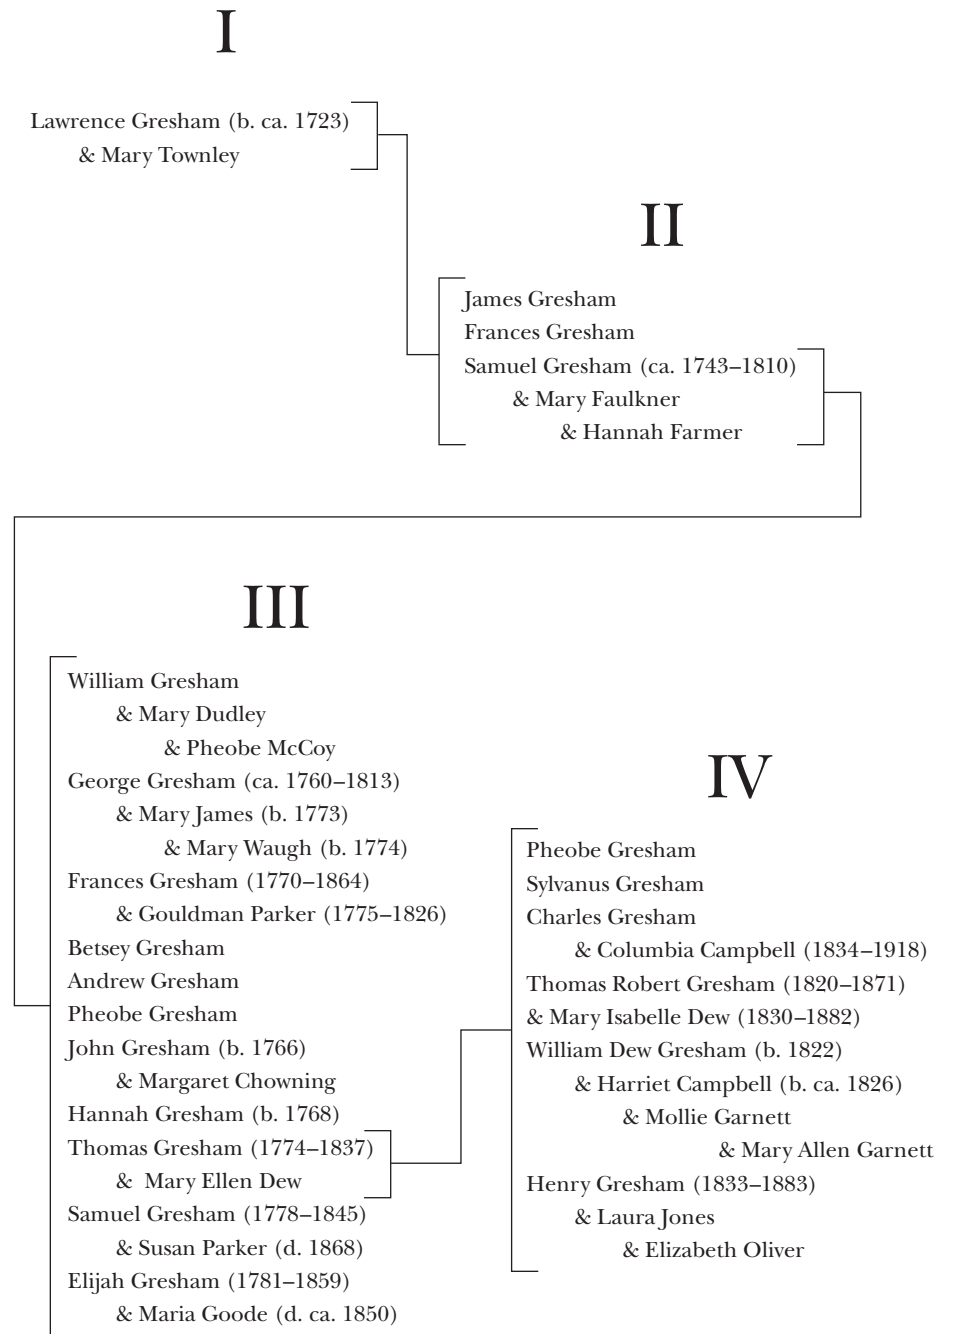 I
Lawrence Gresham (b. ca. 1723)
& Mary Townley
II
James Gresham
Frances Gresham
Samuel Gresham (ca. 1743–1810)
& Mary Faulkner
& Hannah Farmer
III
William Gresham
& Mary Dudley
& Pheobe McCoy
George Gresham (ca. 1760–1813)
& Mary James (b. 1773)
& Mary Waugh (b. 1774)
Frances Gresham (1770–1864)
& Gouldman Parker (1775–1826)
Betsey Gresham
Andrew Gresham
Pheobe Gresham
John Gresham (b. 1766)
& Margaret Chowning
Hannah Gresham (b. 1768)
Thomas Gresham (1774–1837)
& Mary Ellen Dew
Samuel Gresham (1778–1845)
& Susan Parker (d. 1868)
Elijah Gresham (1781–1859)
& Maria Goode (d. ca. 1850)
IV
Pheobe Gresham
Sylvanus Gresham
Charles Gresham
& Columbia Campbell (1834–1918)
Thomas Robert Gresham (1820–1871)
& Mary Isabelle Dew (1830–1882)
William Dew Gresham (b. 1822)
& Harriet Campbell (b. ca. 1826)
& Mollie Garnett
& Mary Allen Garnett
Henry Gresham (1833–1883)
& Laura Jones
& Elizabeth Oliver